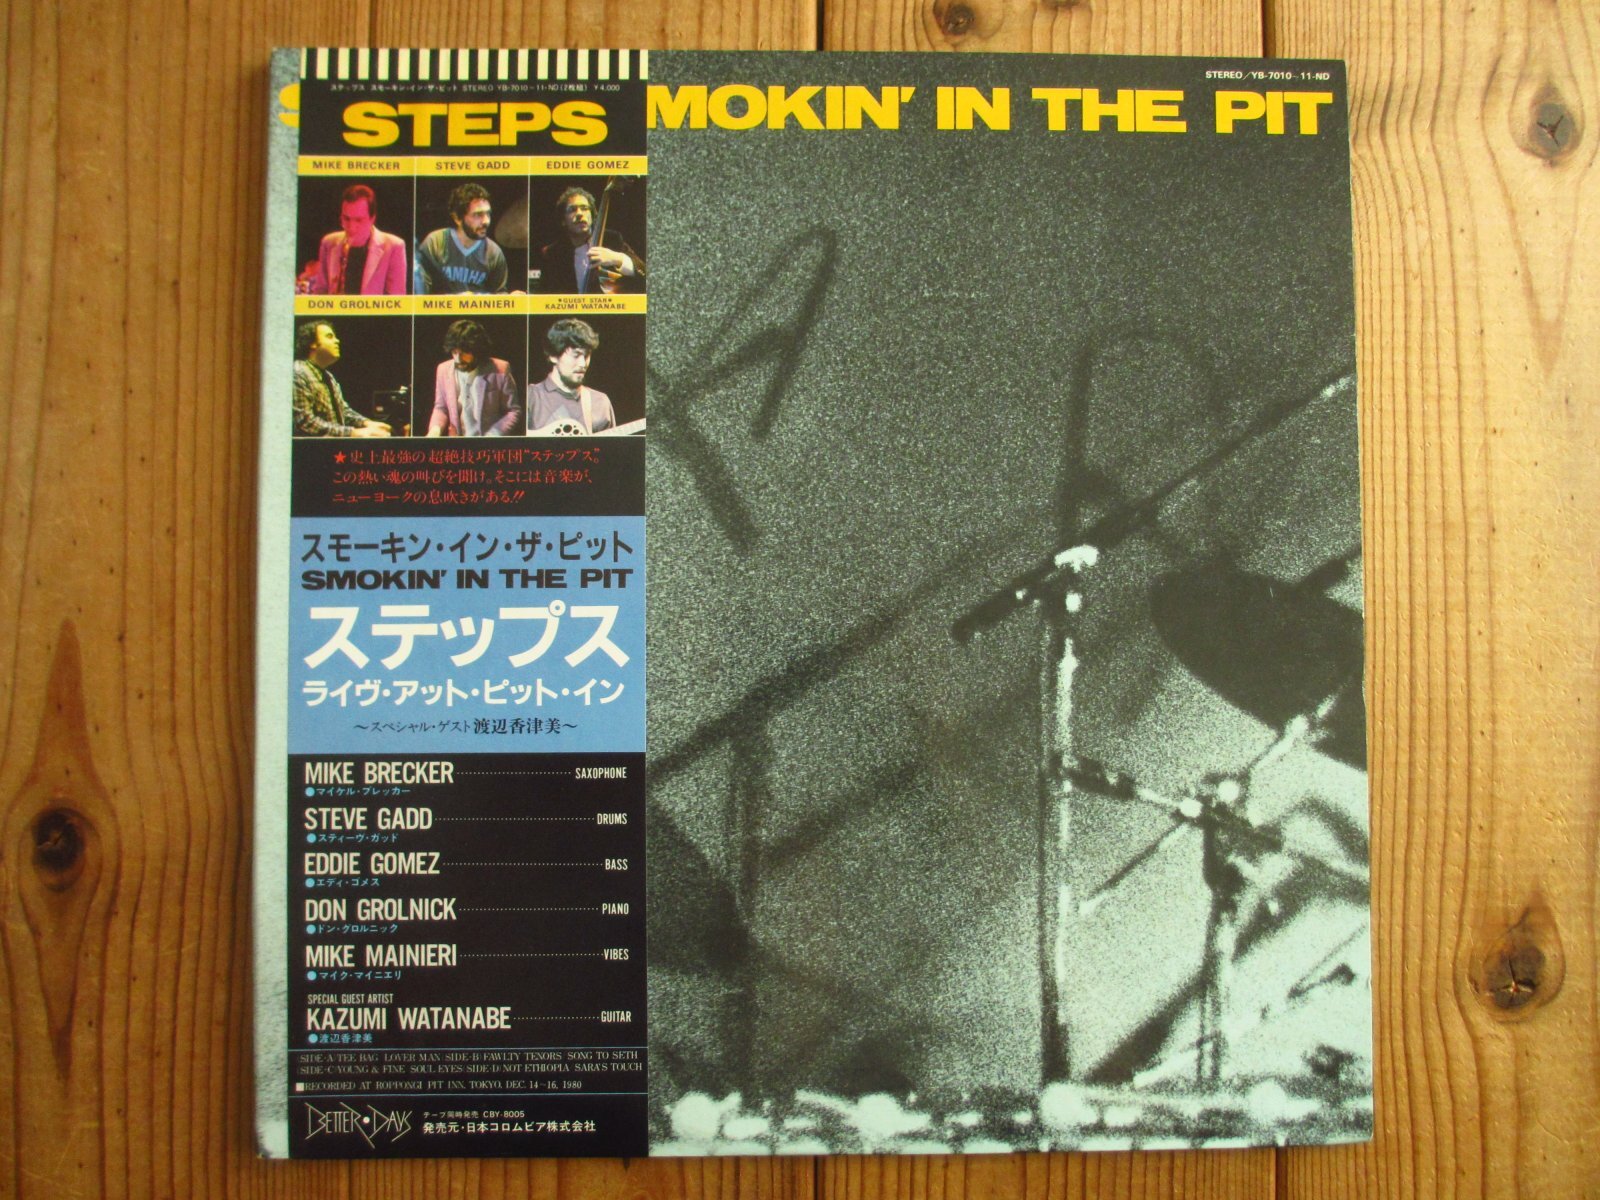 STEREO/YB-7010~11-ND
S
MOKIN' IN THE PIT
ステップス スモーキン・イン・ザ・ピット STEREO YB-7010~11-ND(2枚組) ¥4,000
STEPS
MIKE BRECKER STEVE GADD EDDIE GOMEZ
YAMIHA
DON GROLNICK MIKE MAINIERI ★GUEST STAR★ KAZUMI WATANABE
★史上最強の超絶技巧軍団“ステップス”。
この熱い魂の叫びを聞け。そこには音楽が、
ニューヨークの息吹きがある!!
スモーキン・イン・ザ・ピット
SMOKIN' IN THE PIT
ステップス
ライヴ・アット・ピット・イン
~スペシャル・ゲスト渡辺香津美~
MIKE BRECKER SAXOPHONE
●マイケル・ブレッカー
STEVE GADD DRUMS
●スティーヴ・ガッド
EDDIE GOMEZ BASS
●エディ・ゴメス
DON GROLNICK PIANO
●ドン・グロルニック
MIKE MAINIERI VIBES
●マイク・マイニエリ
SPECIAL GUEST ARTIST
KAZUMI WATANABE GUITAR
●渡辺香津美
(SIDE-A)TEE BAG LOVER MAN(SIDE-B)FAWLTY TENORS SONG TO SETH
(SIDE-C)YOUNG & FINE SOUL EYES(SIDE-D)NOT ETHIOPIA SARA'S TOUCH
■RECORDED AT ROPPONGI PIT INN, TOKYO. DEC. 14~16, 1980
BETTER・DAYS
テープ同時発売 CBY-8005
発売元・日本コロムビア株式会社